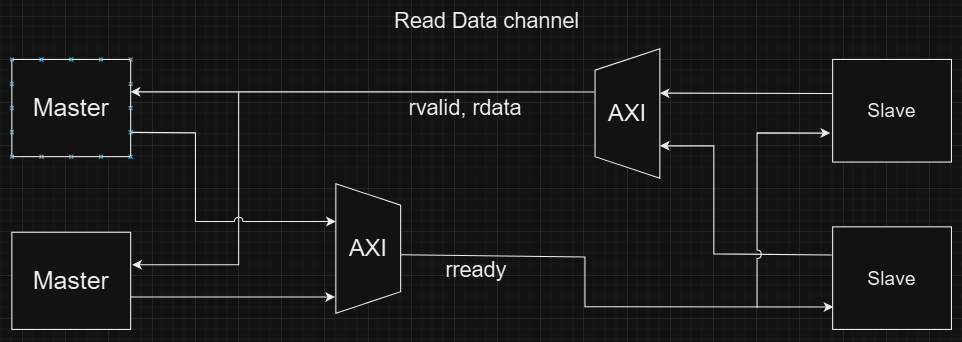 Read Data channel
Master
AXI
Slave
rvalid, rdata
AXI
rready
Master
Slave